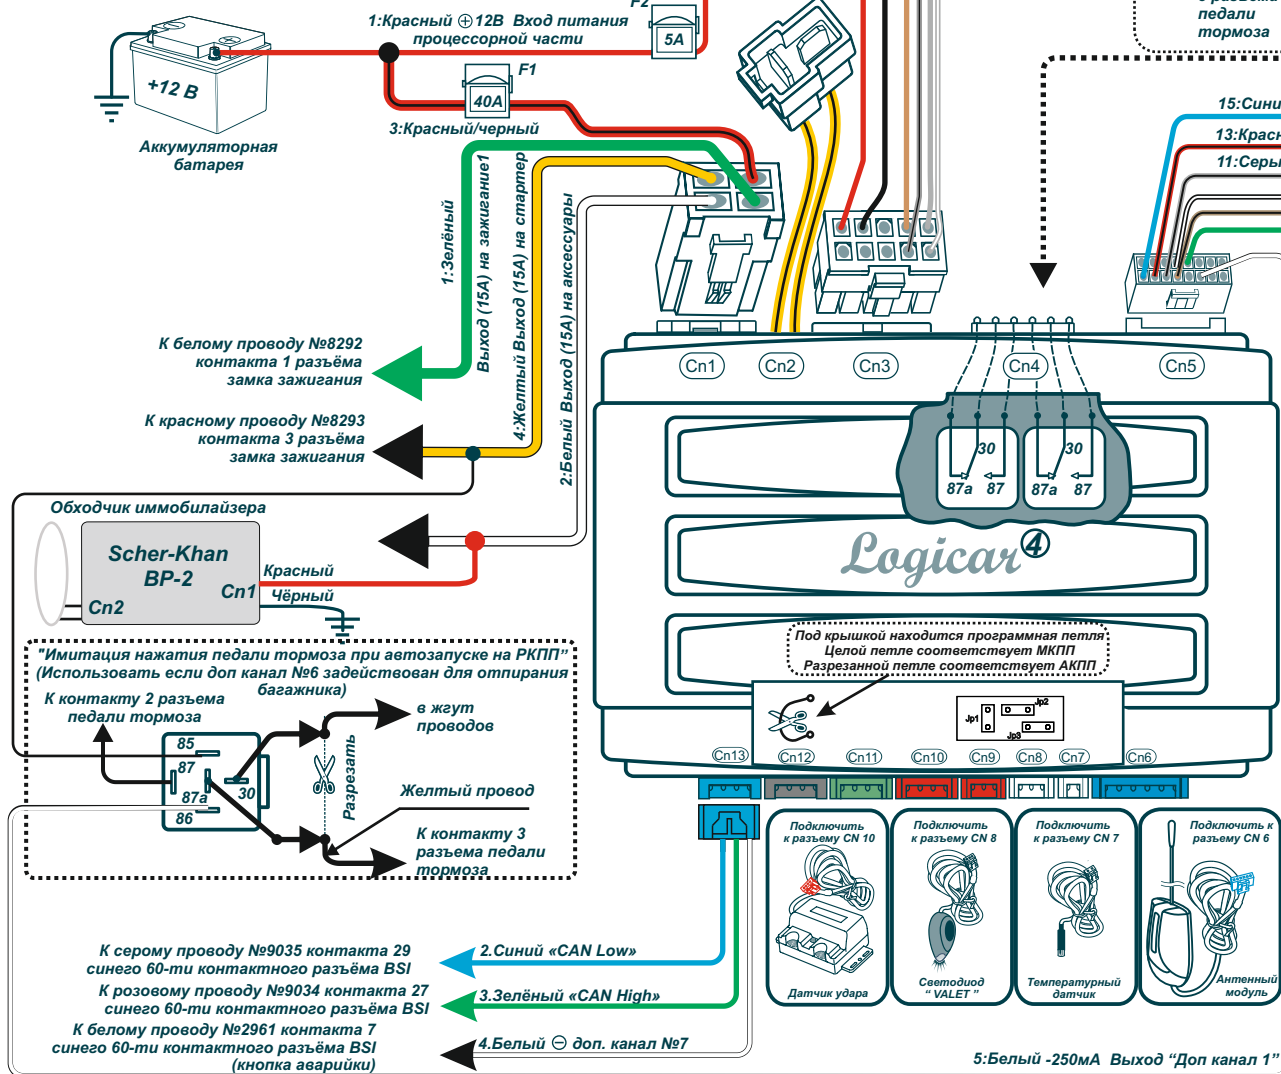 F2
1:Красный ⊕12В Вход питания
процессорной части
5А
педали
тормоза
F1
40А
3:Красный/черный
+12 В
Аккумуляторная
батарея
15:Сини
13:Красн
11:Серы
1:Зелёный
Выход (15А) на зажигание1
4:Желтый Выход (15А) на стартер
2:Белый Выход (15А) на аксессуары
К белому проводу №8292
контакта 1 разъёма
замка зажигания
К красному проводу №8293
контакта 3 разъёма
замка зажигания
Cn1
Cn2
Cn3
Cn4
Cn5
30
30
87а
87
87а
87
Logicar 4
Обходчик иммобилайзера
Scher-Khan
BP-2
Cn1
Cn2
Красный
Чёрный
Под крышкой находится программная петля
Целой петле соответствует МКПП
Разрезанной петле соответствует АКПП
Jp1
Jp2
Jp3
"Имитация нажатия педали тормоза при автозапуске на РКПП”
(Использовать если доп канал №6 задействован для отпирания
багажника)
К контакту 2 разъема
педали тормоза
в жгут
проводов
85
87
87а
86
30
Разрезать
Желтый провод
К контакту 3
разъема педали
тормоза
Cn13
Cn12
Cn11
Cn10
Cn9
Cn8
Cn7
Cn6
Подключить
к разъему CN 10
Датчик удара
Подключить
к разъему CN 8
Светодиод
“ VALET ”
Подключить
к разъему CN 7
Температурный
датчик
Подключить к
разъему CN 6
Антенный
модуль
К серому проводу №9035 контакта 29
синего 60-ти контактного разъёма BSI
2.Синий «CAN Low»
К розовому проводу №9034 контакта 27
синего 60-ти контактного разъёма BSI
3.Зелёный «CAN High»
К белому проводу №2961 контакта 7
синего 60-ти контактного разъёма BSI
(кнопка аварийки)
4.Белый ⊖ доп. канал №7
5:Белый -250мА Выход “Доп канал 1”